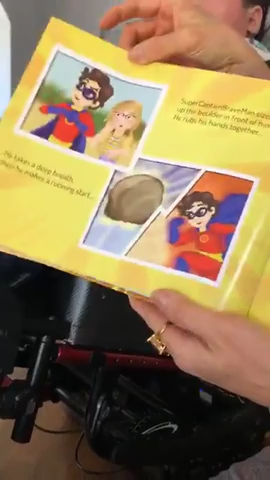 SuperCaptainBraveMan sizes
up the boulder in front of
He rubs his hands together...
He takes a deep breath,
then he makes a running start...